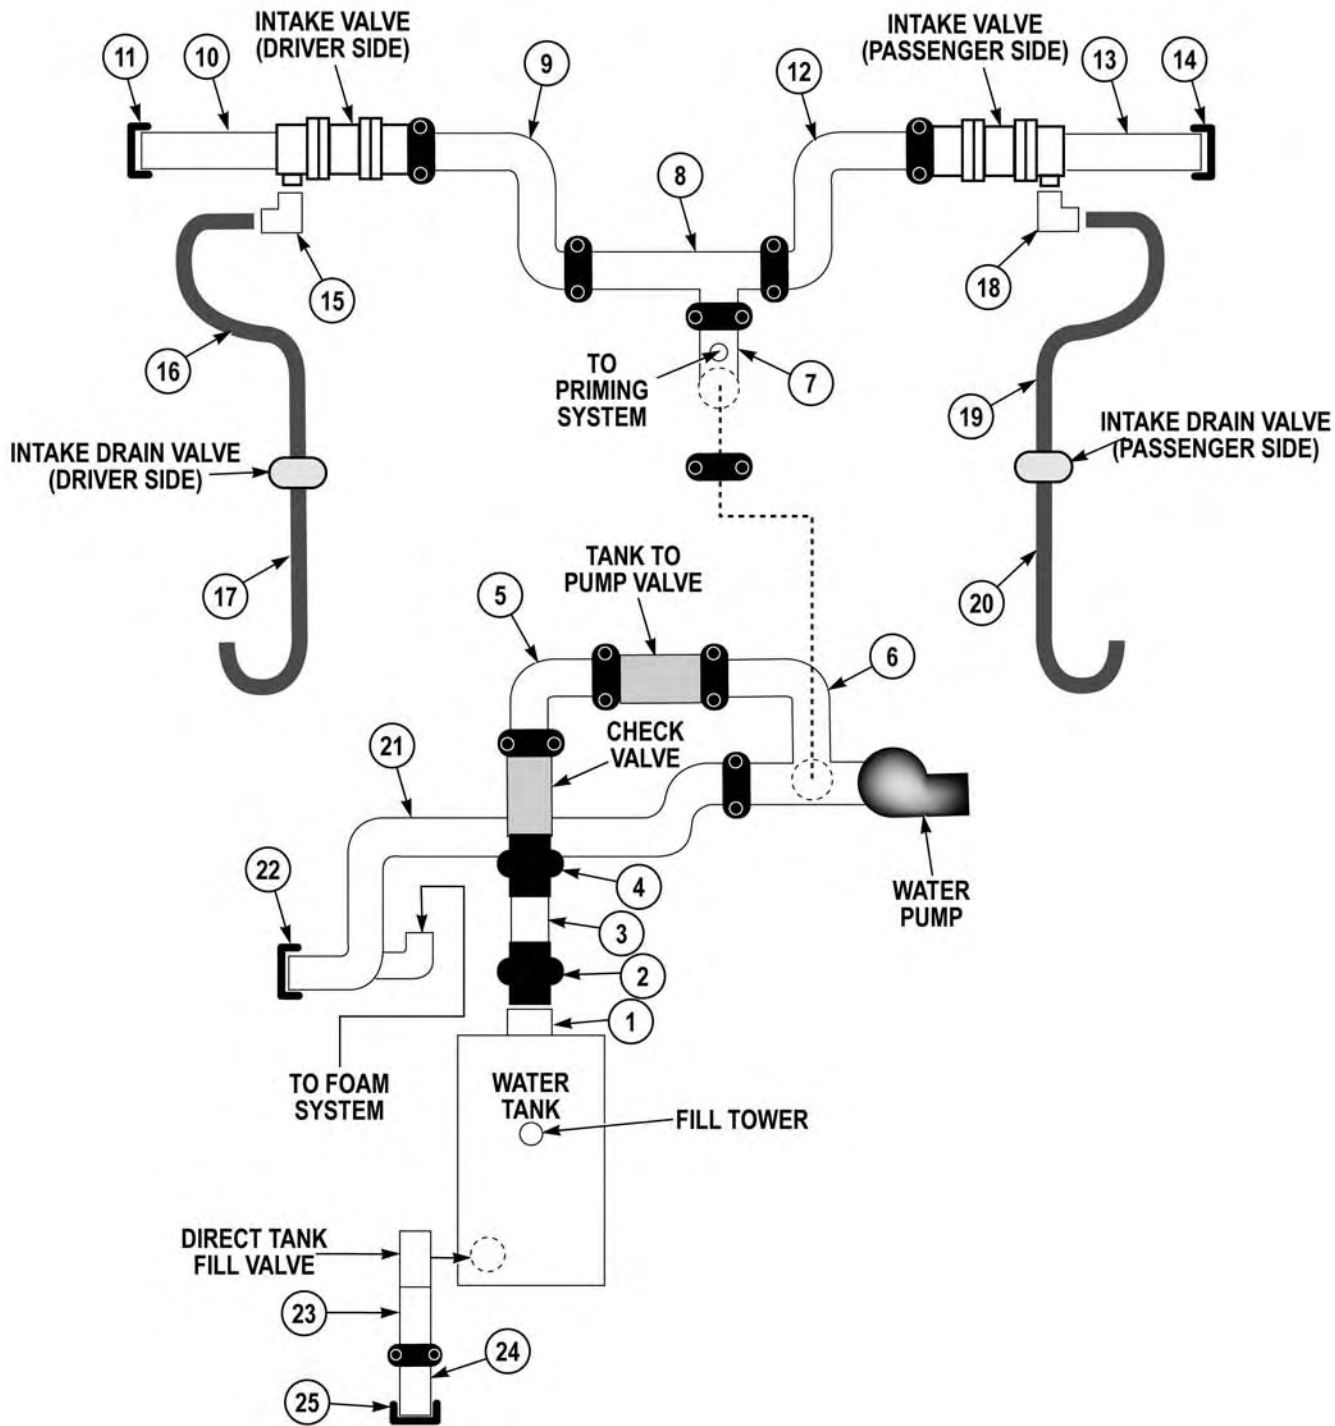 INTAKE VALVE
(DRIVER SIDE)
INTAKE VALVE
(PASSENGER SIDE)
11
10
9
12
13
14
8
15
18
16
TO
PRIMING
SYSTEM
7
19
INTAKE DRAIN VALVE
(DRIVER SIDE)
INTAKE DRAIN VALVE
(PASSENGER SIDE)
17
20
5
TANK TO
PUMP VALVE
6
21
CHECK
VALVE
22
4
WATER
PUMP
3
2
1
TO FOAM
SYSTEM
WATER
TANK
FILL TOWER
DIRECT TANK
FILL VALVE
23
24
25